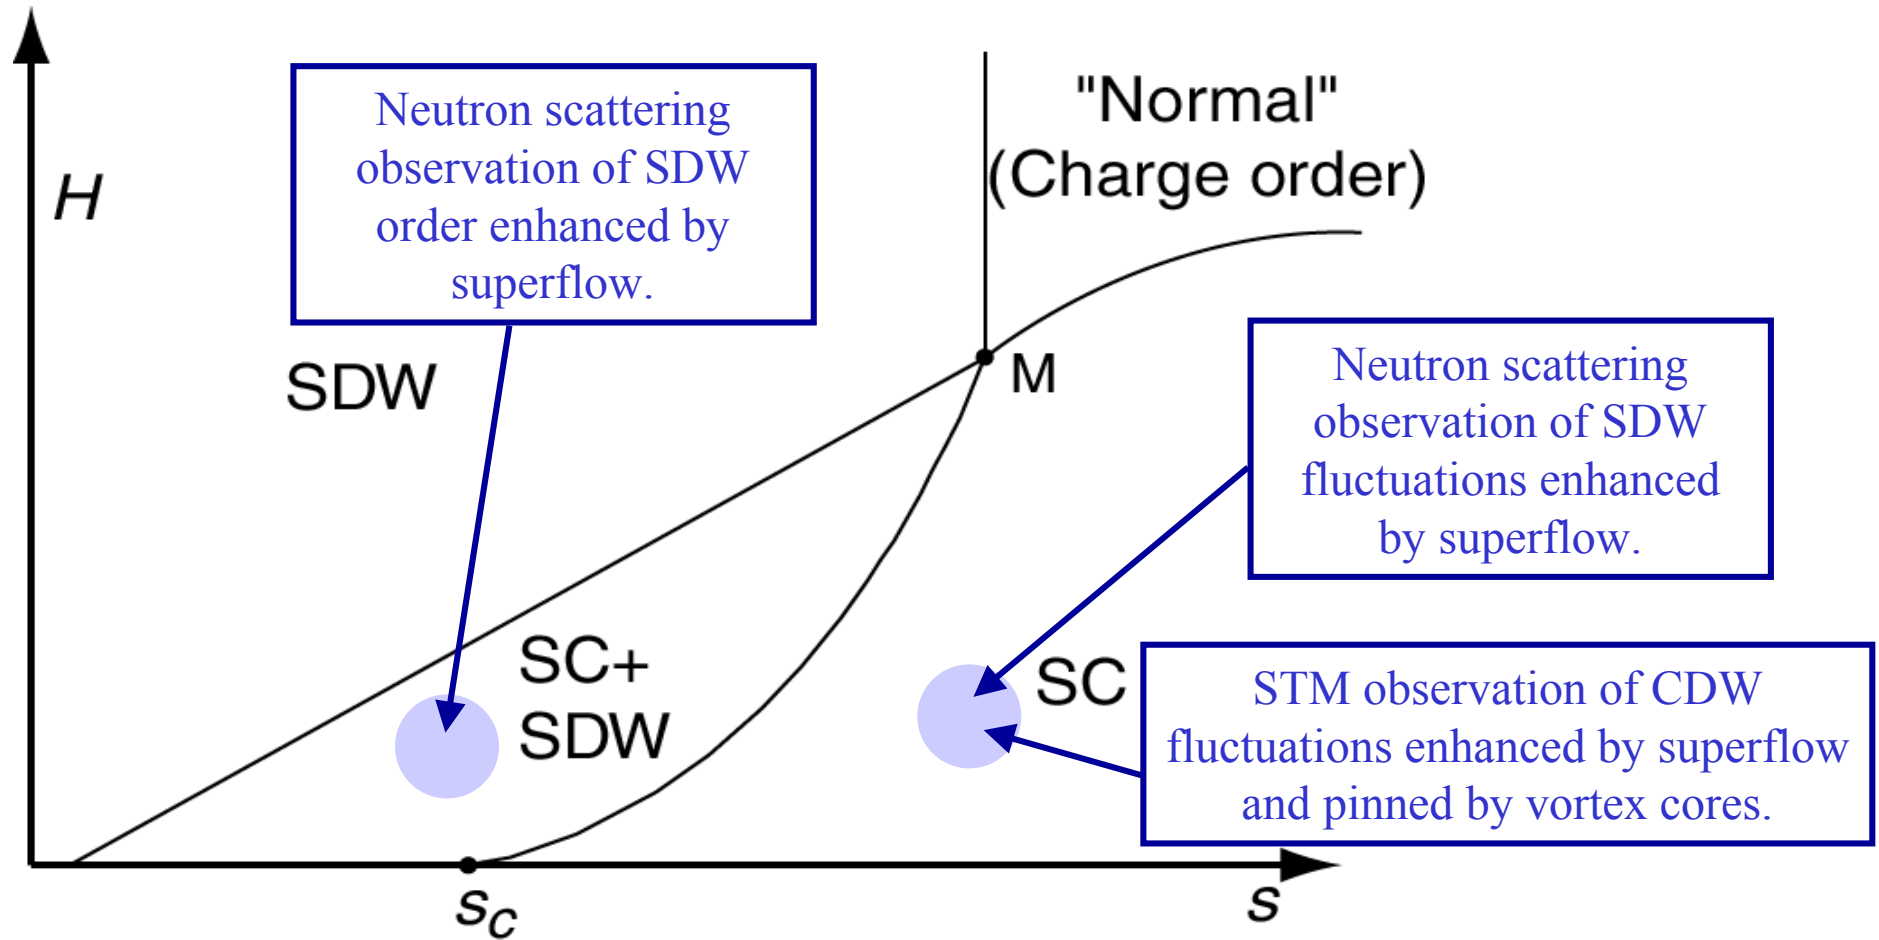 H
Neutron scattering
observation of SDW
order enhanced by
superflow.
"Normal"
(Charge order)
SDW
M
Neutron scattering
observation of SDW
fluctuations enhanced
by superflow.
SC+
SDW
SC
STM observation of CDW
fluctuations enhanced by superflow
and pinned by vortex cores.
sc
s